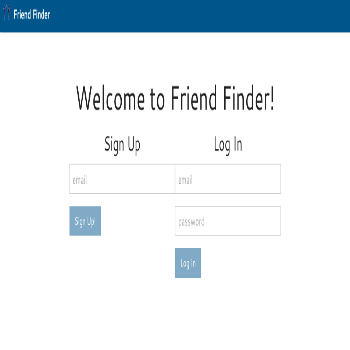 Friend Finder
Welcome to Friend Finder!
Sign Up
Log In
email
email
Sign Up!
password
Log In